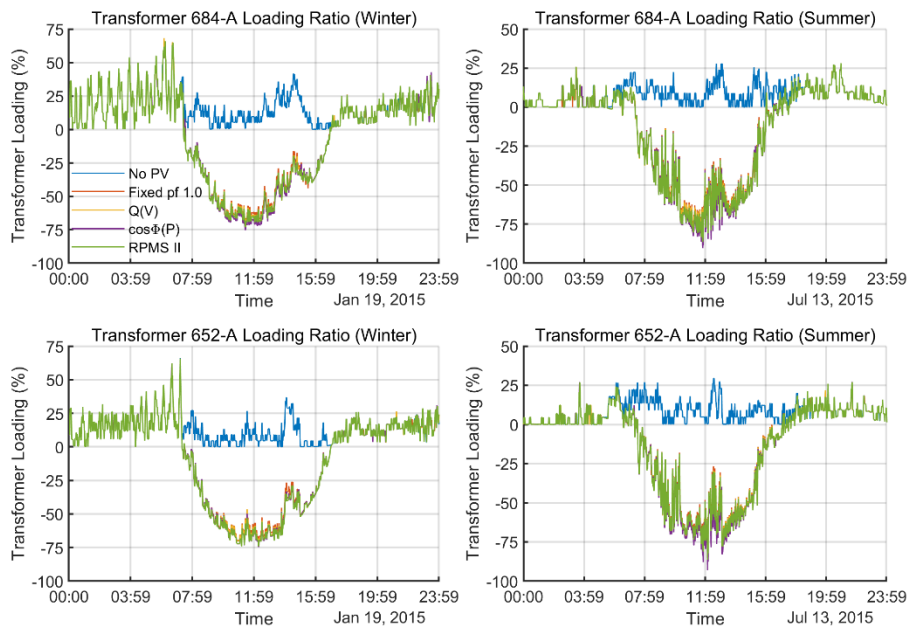 Transformer 684-A Loading Ratio (Winter)
Transformer Loading (%)
75
50
25
0
-25
-50
-75
-100
No PV
Fixed pf 1.0
Q(V)
cosΦ(P)
RPMS II
00:00 03:59 07:59 11:59 15:59 19:59 23:59
Time
Jan 19, 2015
Transformer 684-A Loading Ratio (Summer)
Transformer Loading (%)
50
25
0
-25
-50
-75
-100
00:00 03:59 07:59 11:59 15:59 19:59 23:59
Time
Jul 13, 2015
Transformer 652-A Loading Ratio (Winter)
Transformer Loading (%)
75
50
25
0
-25
-50
-75
-100
00:00 03:59 07:59 11:59 15:59 19:59 23:59
Time
Jan 19, 2015
Transformer 652-A Loading Ratio (Summer)
Transformer Loading (%)
50
25
0
-25
-50
-75
-100
00:00 03:59 07:59 11:59 15:59 19:59 23:59
Time
Jul 13, 2015